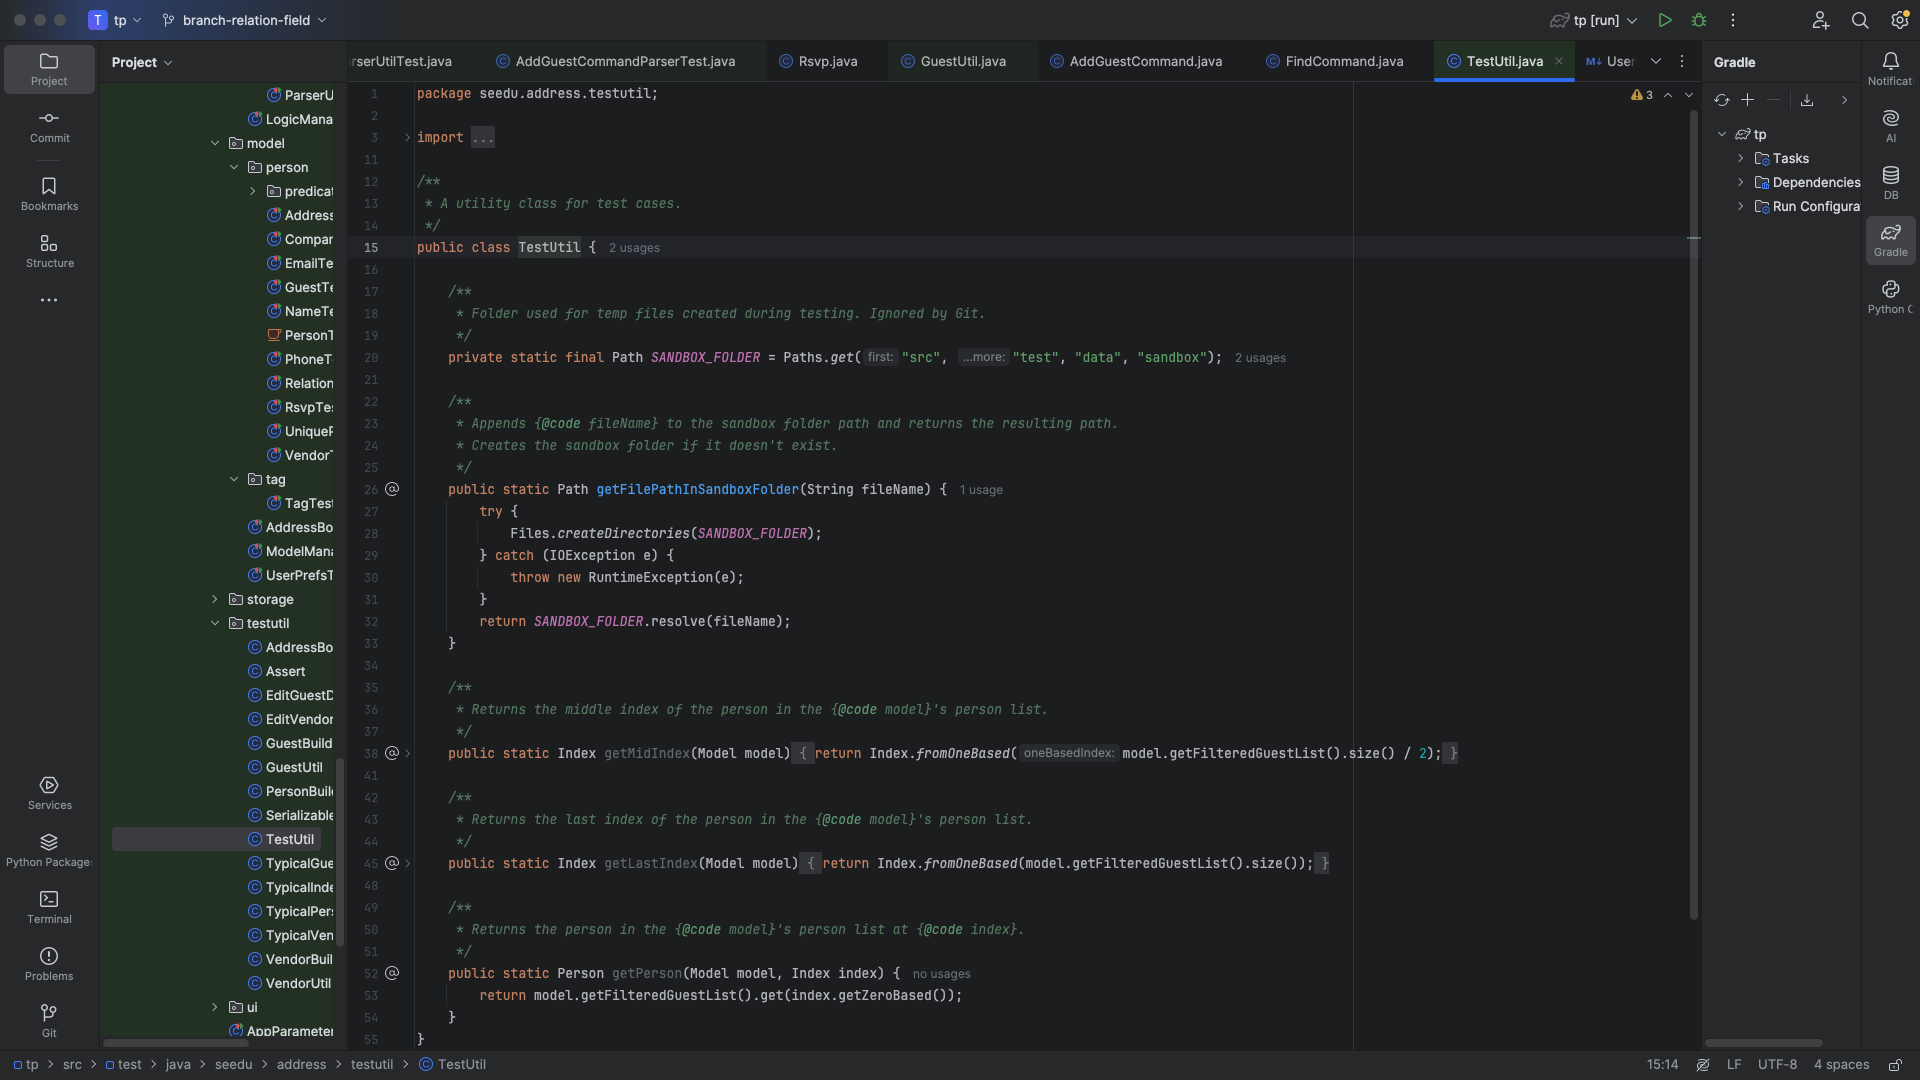 T tp branch-relation-field tp [run]
Project
Commit
Bookmarks
Structure
Services
Python Package
Terminal
Problems
Git
Project
ParserU
LogicMana
model
person
predicat
Address
Compar
EmailTe
GuestTe
NameTe
PersonT
PhoneT
Relation
RsvpTes
UniqueP
VendorT
tag
TagTest
AddressBo
ModelMana
UserPrefsT
storage
testutil
AddressBo
Assert
EditGuestD
EditVendor
GuestBuild
GuestUtil
PersonBuil
Serializable
TestUtil
TypicalGue
TypicalInde
TypicalPers
TypicalVen
VendorBuil
VendorUtil
ui
AppParameter
rserUtilTest.java AddGuestCommandParserTest.java Rsvp.java GuestUtil.java AddGuestCommand.java FindCommand.java TestUtil.java M↓ User
3
1 package seedu.address.testutil;
2
3 import ...
11
12 /**
13 * A utility class for test cases.
14 */
15 public class TestUtil { 2 usages
16
17 /**
18 * Folder used for temp files created during testing. Ignored by Git.
19 */
20 private static final Path SANDBOX_FOLDER = Paths.get( first: "src", ...more: "test", "data", "sandbox"); 2 usages
21
22 /**
23 * Appends {@code fileName} to the sandbox folder path and returns the resulting path.
24 * Creates the sandbox folder if it doesn't exist.
25 */
26 @ public static Path getFilePathInSandboxFolder(String fileName) { 1 usage
27 try {
28 Files.createDirectories(SANDBOX_FOLDER);
29 } catch (IOException e) {
30 throw new RuntimeException(e);
31 }
32 return SANDBOX_FOLDER.resolve(fileName);
33 }
34
35 /**
36 * Returns the middle index of the person in the {@code model}'s person list.
37 */
38 @ public static Index getMidIndex(Model model) { return Index.fromOneBased( oneBasedIndex: model.getFilteredGuestList().size() / 2); }
41
42 /**
43 * Returns the last index of the person in the {@code model}'s person list.
44 */
45 @ public static Index getLastIndex(Model model) { return Index.fromOneBased(model.getFilteredGuestList().size()); }
48
49 /**
50 * Returns the person in the {@code model}'s person list at {@code index}.
51 */
52 @ public static Person getPerson(Model model, Index index) { no usages
53 return model.getFilteredGuestList().get(index.getZeroBased());
54 }
55 }
Gradle
tp
Tasks
Dependencies
Run Configurat
Notificat
AI
DB
Gradle
Python C
tp > src > test > java > seedu > address > testutil > TestUtil
15:14 LF UTF-8 4 spaces